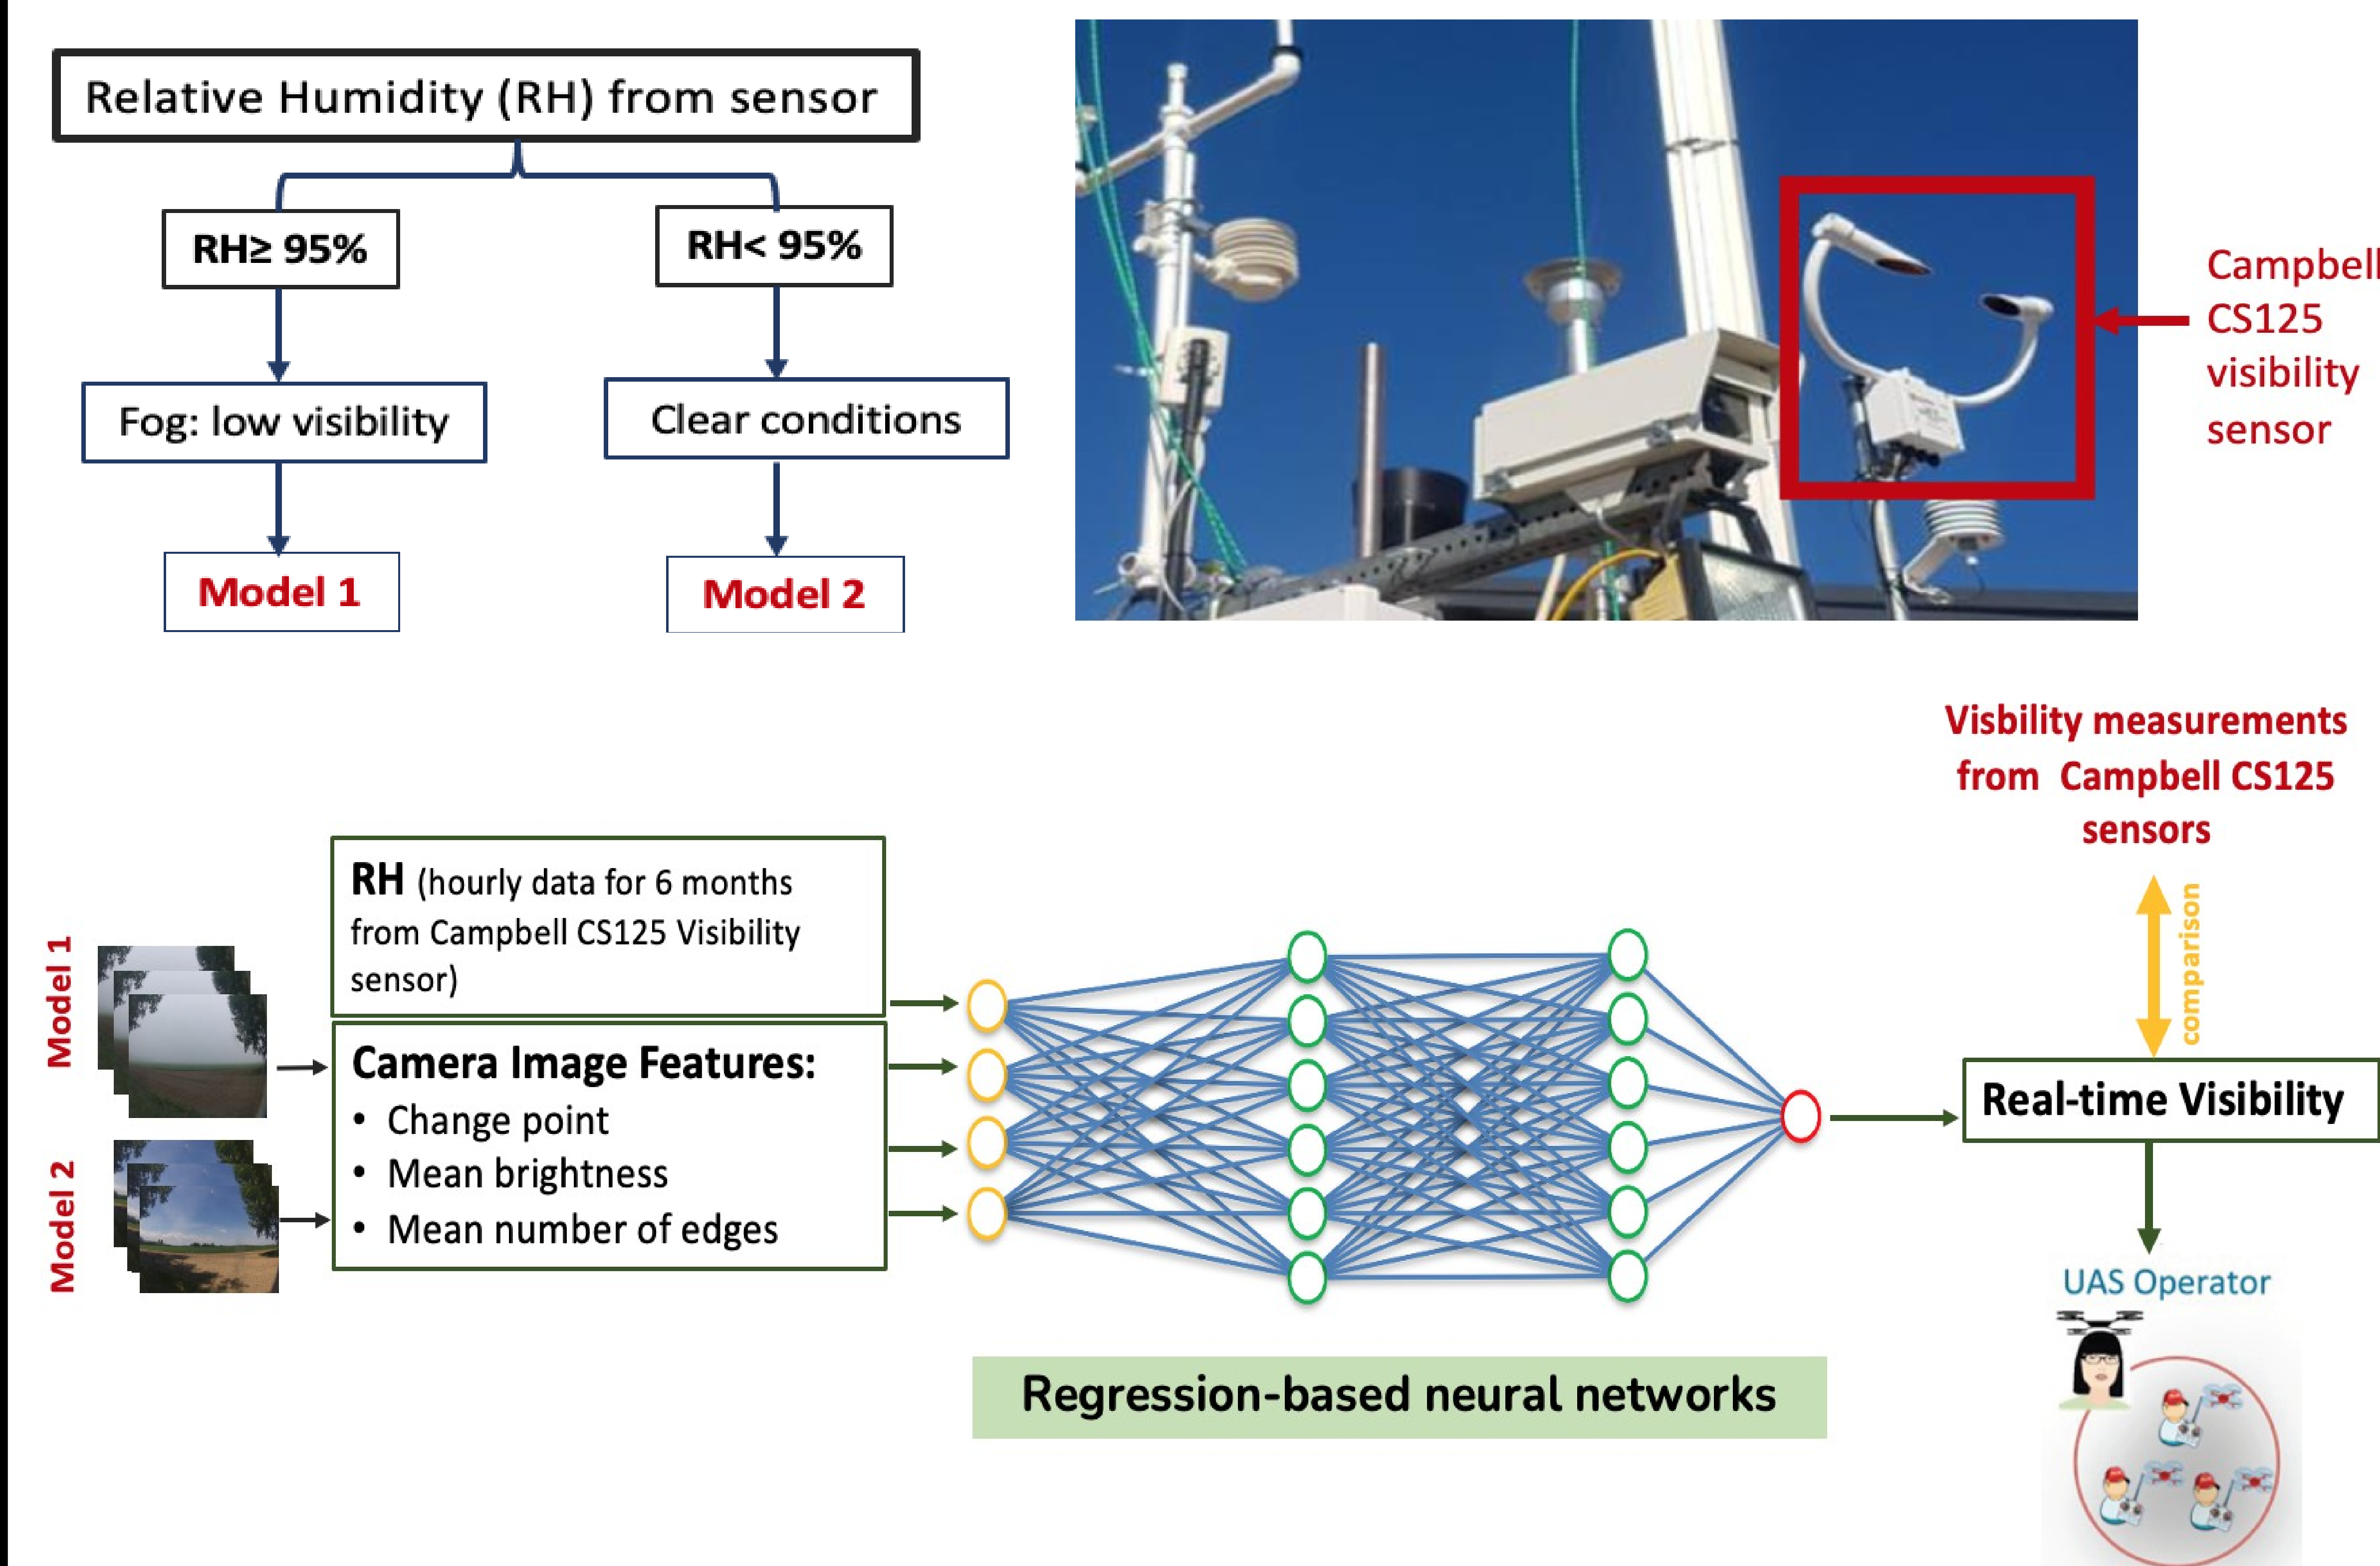 Relative Humidity (RH) from sensor
RH≥ 95%
RH< 95%
Fog: low visibility
Clear conditions
Model 1
Model 2
Campbell
CS125
visibility
sensor
Visbility measurements
from Campbell CS125
sensors
comparison
Model 1
Model 2
RH (hourly data for 6 months
from Campbell CS125 Visibility
sensor)
Camera Image Features:
• Change point
• Mean brightness
• Mean number of edges
Real-time Visibility
UAS Operator
Regression-based neural networks